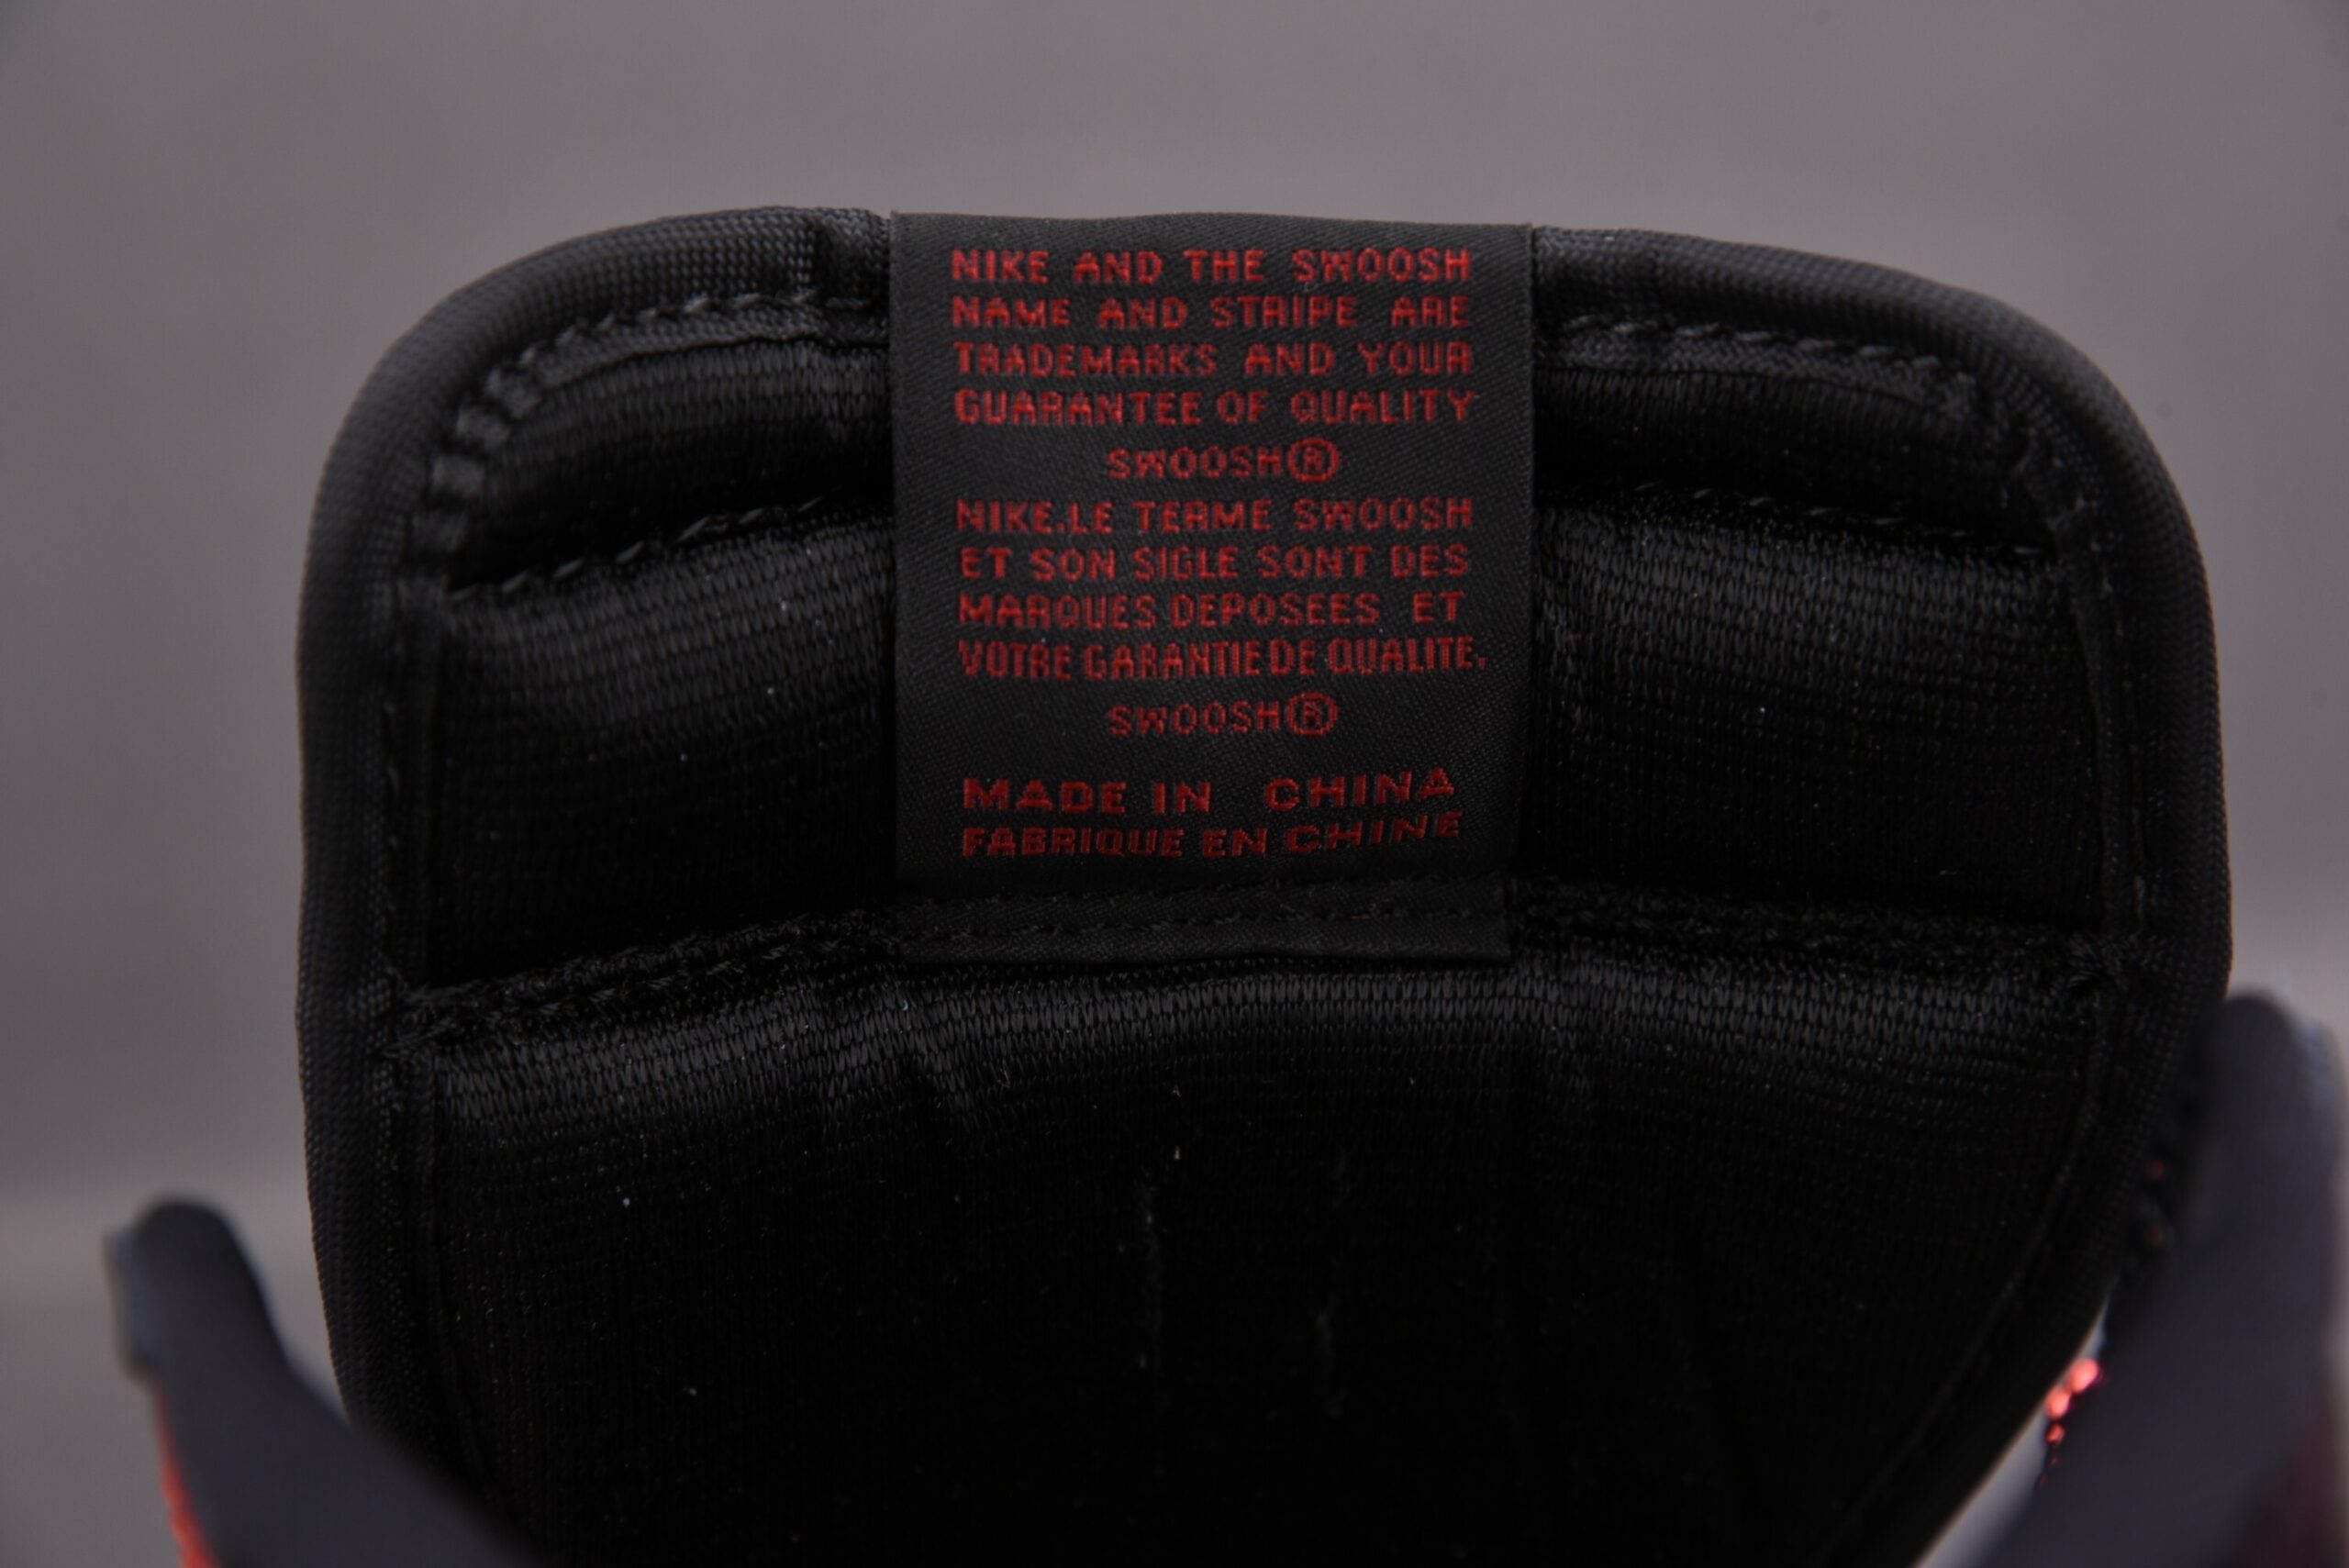 NIKE AND THE SWOOSH
NAME AND STRIPE ARE
TRADEMARKS AND YOUR
GUARANTEE OF QUALITY
SWOOSH®
NIKE.LE TERME SWOOSH
ET SON SIGLE SONT DES
MARQUES DEPOSEES ET
VOTRE GARANTIE DE QUALITE.
SWOOSH®
MADE IN CHINA
FABRIQUE EN CHINE